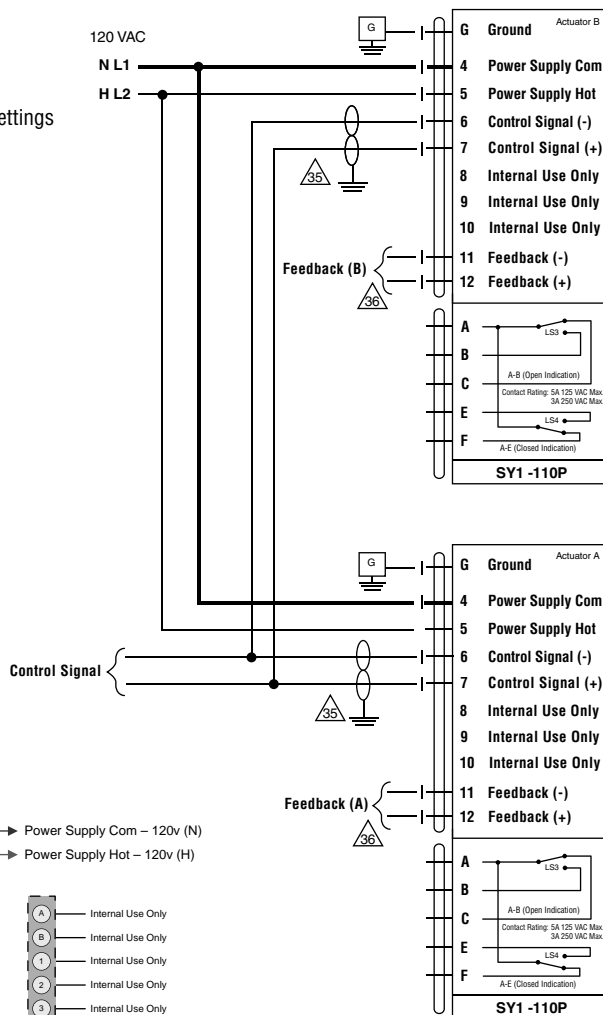 G
G Ground Actuator B
120 VAC
N L1
4 Power Supply Com
H L2
5 Power Supply Hot
ettings
6 Control Signal (-)
7 Control Signal (+)
35
8 Internal Use Only
9 Internal Use Only
10 Internal Use Only
Feedback (B)
11 Feedback (-)
12 Feedback (+)
36
A
LS3
B
A-B (Open Indication)
C
Contact Rating: 5A 125 VAC Max.
3A 250 VAC Max.
E
LS4
F
A-E (Closed Indication)
SY1 -110P
G
G Ground Actuator A
4 Power Supply Com
5 Power Supply Hot
Control Signal
6 Control Signal (-)
7 Control Signal (+)
35
8 Internal Use Only
9 Internal Use Only
10 Internal Use Only
Feedback (A)
11 Feedback (-)
12 Feedback (+)
36
Power Supply Com – 120v (N)
Power Supply Hot – 120v (H)
A
LS3
B
A-B (Open Indication)
C
Contact Rating: 5A 125 VAC Max.
3A 250 VAC Max.
E
LS4
F
A-E (Closed Indication)
SY1 -110P
A Internal Use Only
B Internal Use Only
1 Internal Use Only
2 Internal Use Only
3 Internal Use Only